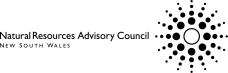 Natural Resources Advisory Council
NEW SOUTH WALES